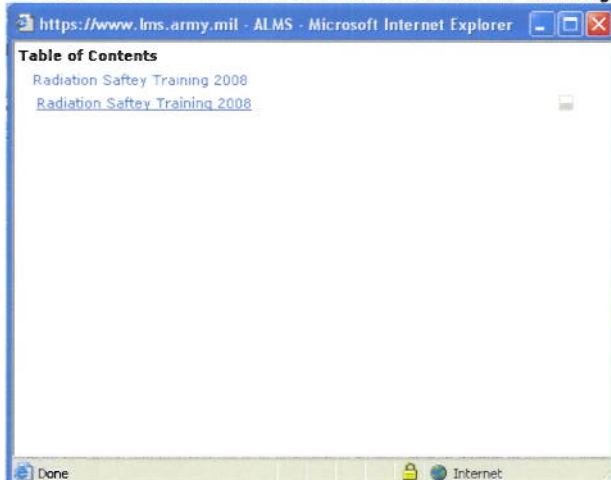 https://www.lms.army.mil - ALMS - Microsoft Internet Explorer
Table of Contents
Radiation Saftey Training 2008
Radiation Saftey Training 2008
Done
Internet